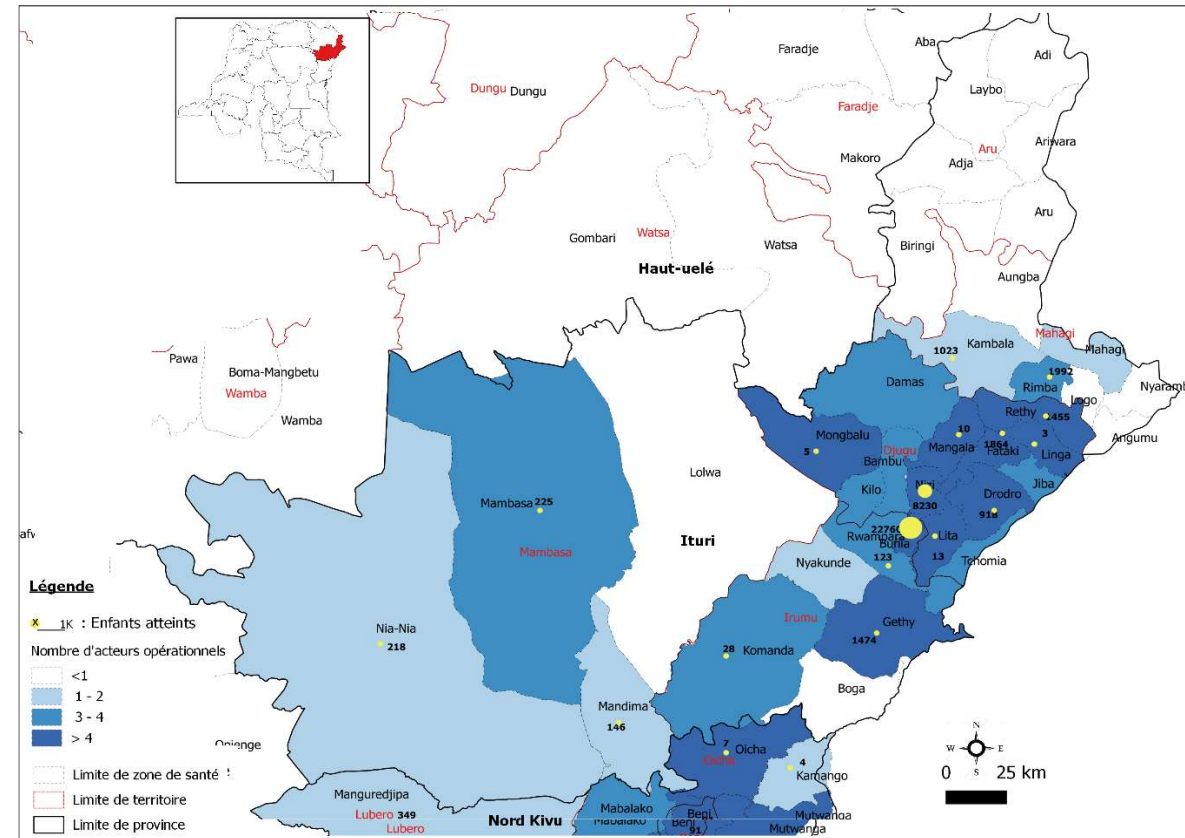 Aba
Adi
Faradje
Dungu Dungu
Laybo
Faradje
Aru
Ariwara
Makoro
Adja
Aru
Gombari
Watsa
Watsa
Biringi
Haut-uelé
Aungba
Mahagi
Kambala
1023
Mahagi
Pawa
Boma-Mangbetu
Wamba
Wamba
Damas
1992
Rimba
Logo
Rethy
1455
Angumu
Mongbalu
5
10
Mangala
1864
Fataki
3
Linga
Djugu
Bambu
Lolwa
Kilo
Jiba
Drodro
8230
918
Mambasa 225
Ituri
Mambasa
Rwampara
Bunia
Lita
13
123
Tchomia
Nyakunde
Légende
X 1K : Enfants atteints
Nombre d'acteurs opérationnels
<1
1 - 2
3 - 4
> 4
Limite de zone de santé
Limite de territoire
Limite de province
Nia-Nia
218
Irumu
Gethy
1474
28
Komanda
Boga
Mandima
146
7
Oicha
Oicha
4
Kamango
N
W E
S
0 25 km
Manguredjipa
Lubero 349
Lubero
Nord Kivu
Mabalako
Mabalako
Beni
Beni
91
Mutwanga